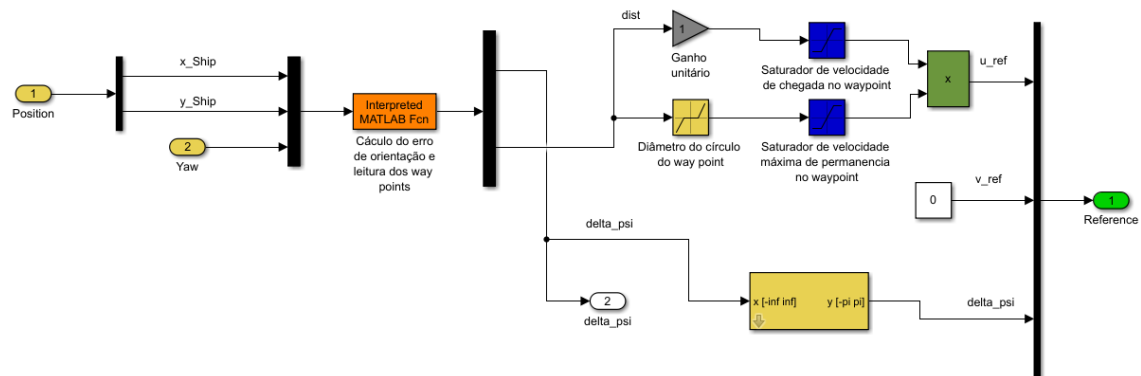 1
Position
x_Ship
y_Ship
2
Yaw
Interpreted
MATLAB Fcn
Cáculo do erro
de orientação e
leitura dos way
points
dist
1
Ganho
unitário
Saturador de velocidade
de chegada no waypoint
Diâmetro do círculo
do way point
Saturador de velocidade
máxima de permanencia
no waypoint
x
u_ref
0
v_ref
1
Reference
delta_psi
2
delta_psi
x [-inf inf]
y [-pi pi]
delta_psi